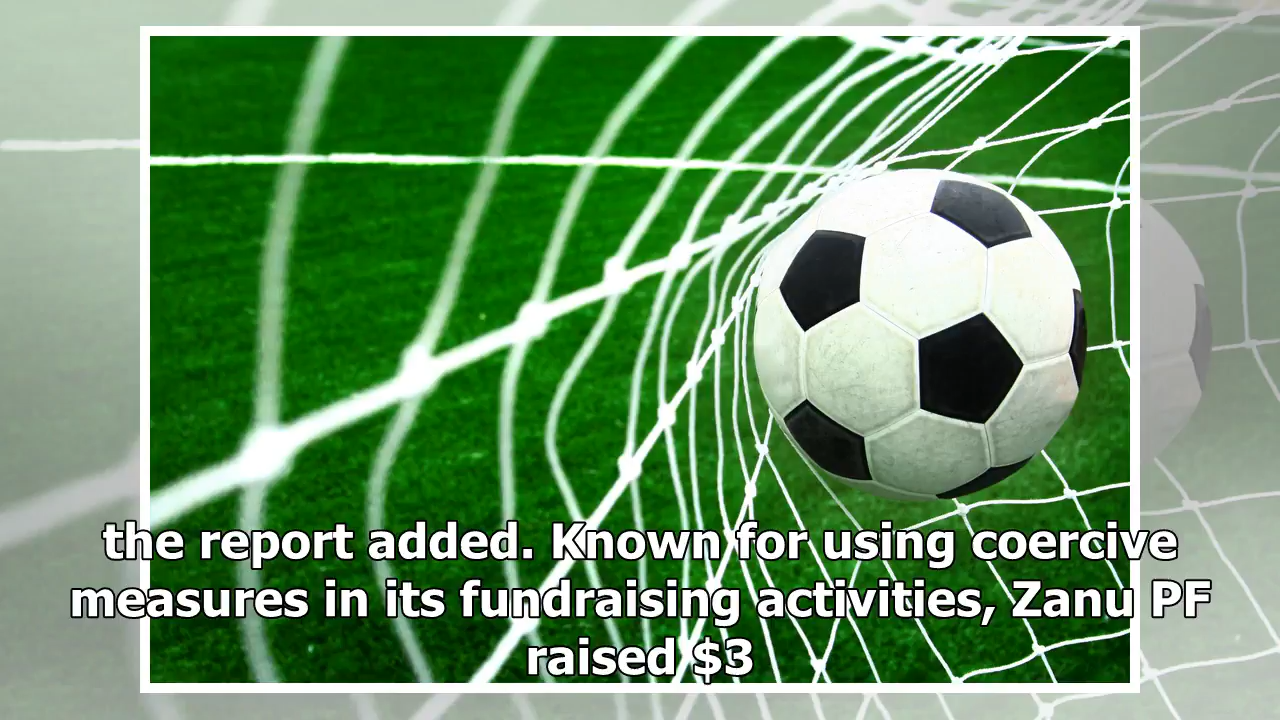 the report added. Known for using coercive
measures in its fundraising activities, Zanu PF
raised $3